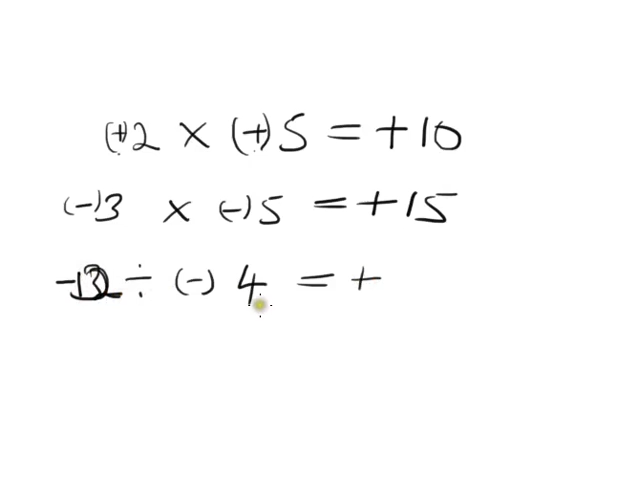 (+)2 × (+)5 = +10
(-)3 × (-)5 = +15
-12 ÷ (-) 4 = +